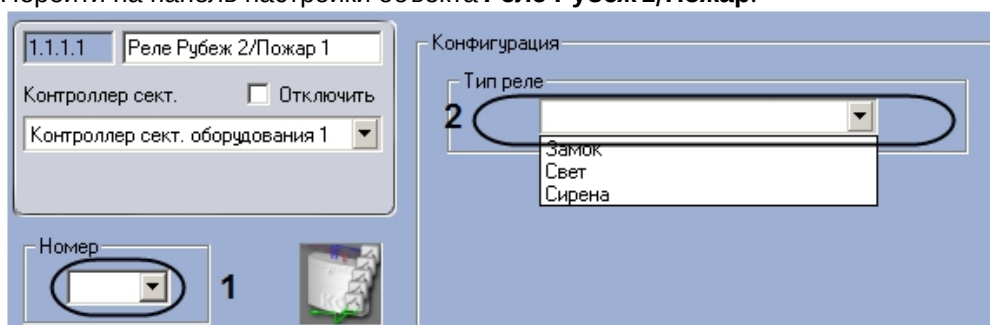 Перейти на панель настройки объекта Реле Рубеж 2/Пожар.
1.1.1.1 Реле Рубеж 2/Пожар 1
Контроллер сект. Отключить
Контроллер сект. оборудования 1
Номер
1
Конфигурация
Тип реле
2
Замок
Свет
Сирена